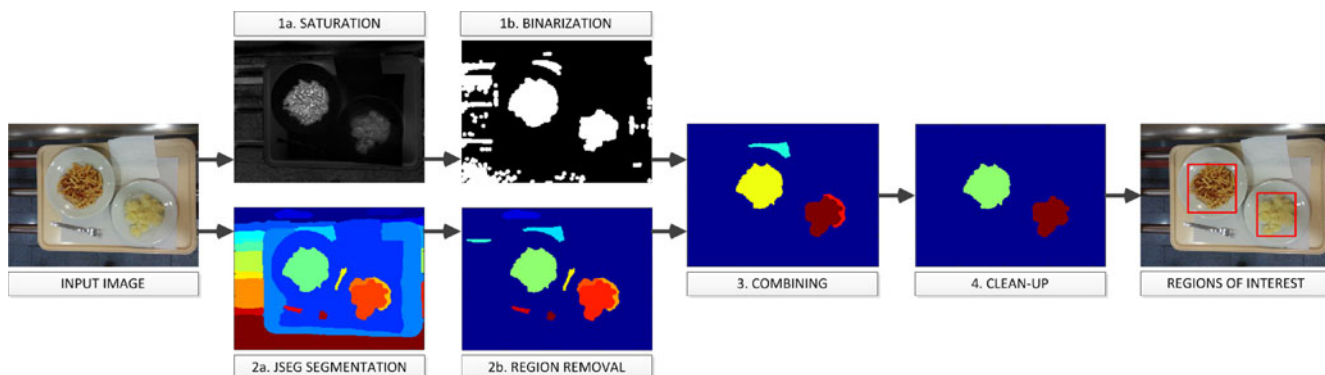 1a. SATURATION
1b. BINARIZATION
INPUT IMAGE
3. COMBINING
4. CLEAN-UP
REGIONS OF INTEREST
2a. JSEG SEGMENTATION
2b. REGION REMOVAL